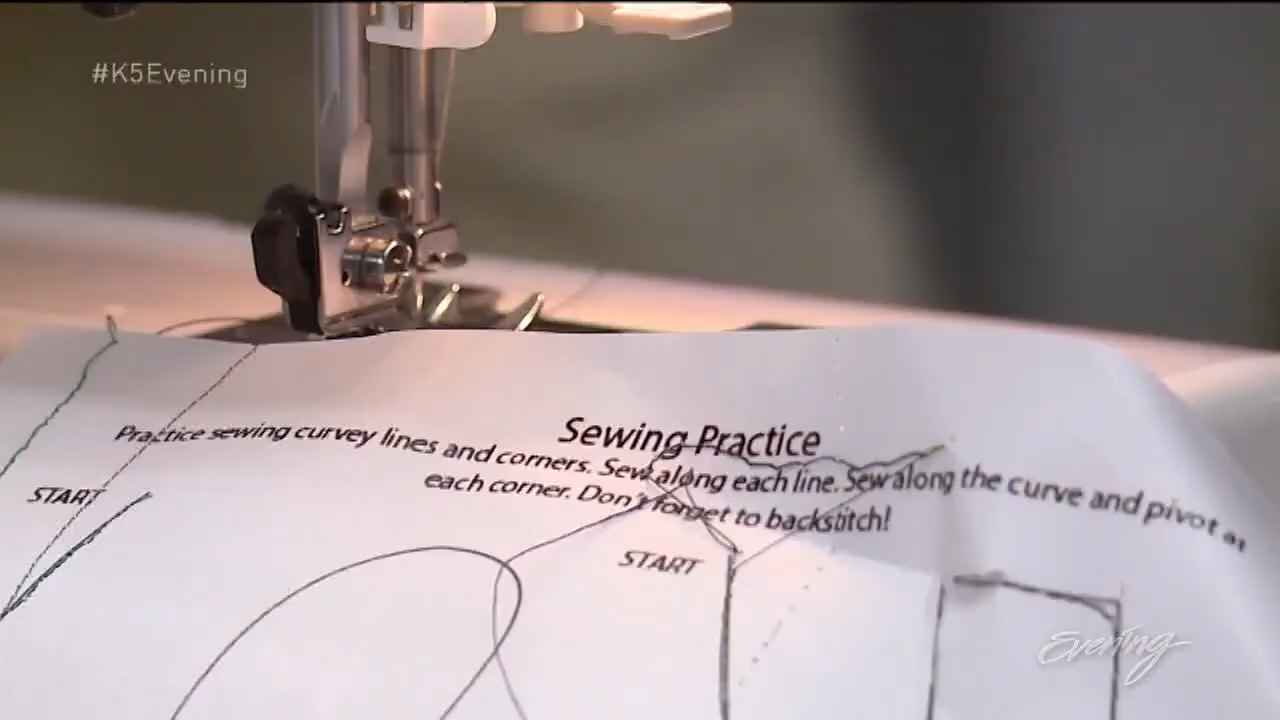 #K5Evening
Sewing Practice
Practice sewing curvey lines and corners. Sew along each line. Sew along the curve and pivot at
each corner. Don't forget to backstitch!
START
START
Evening